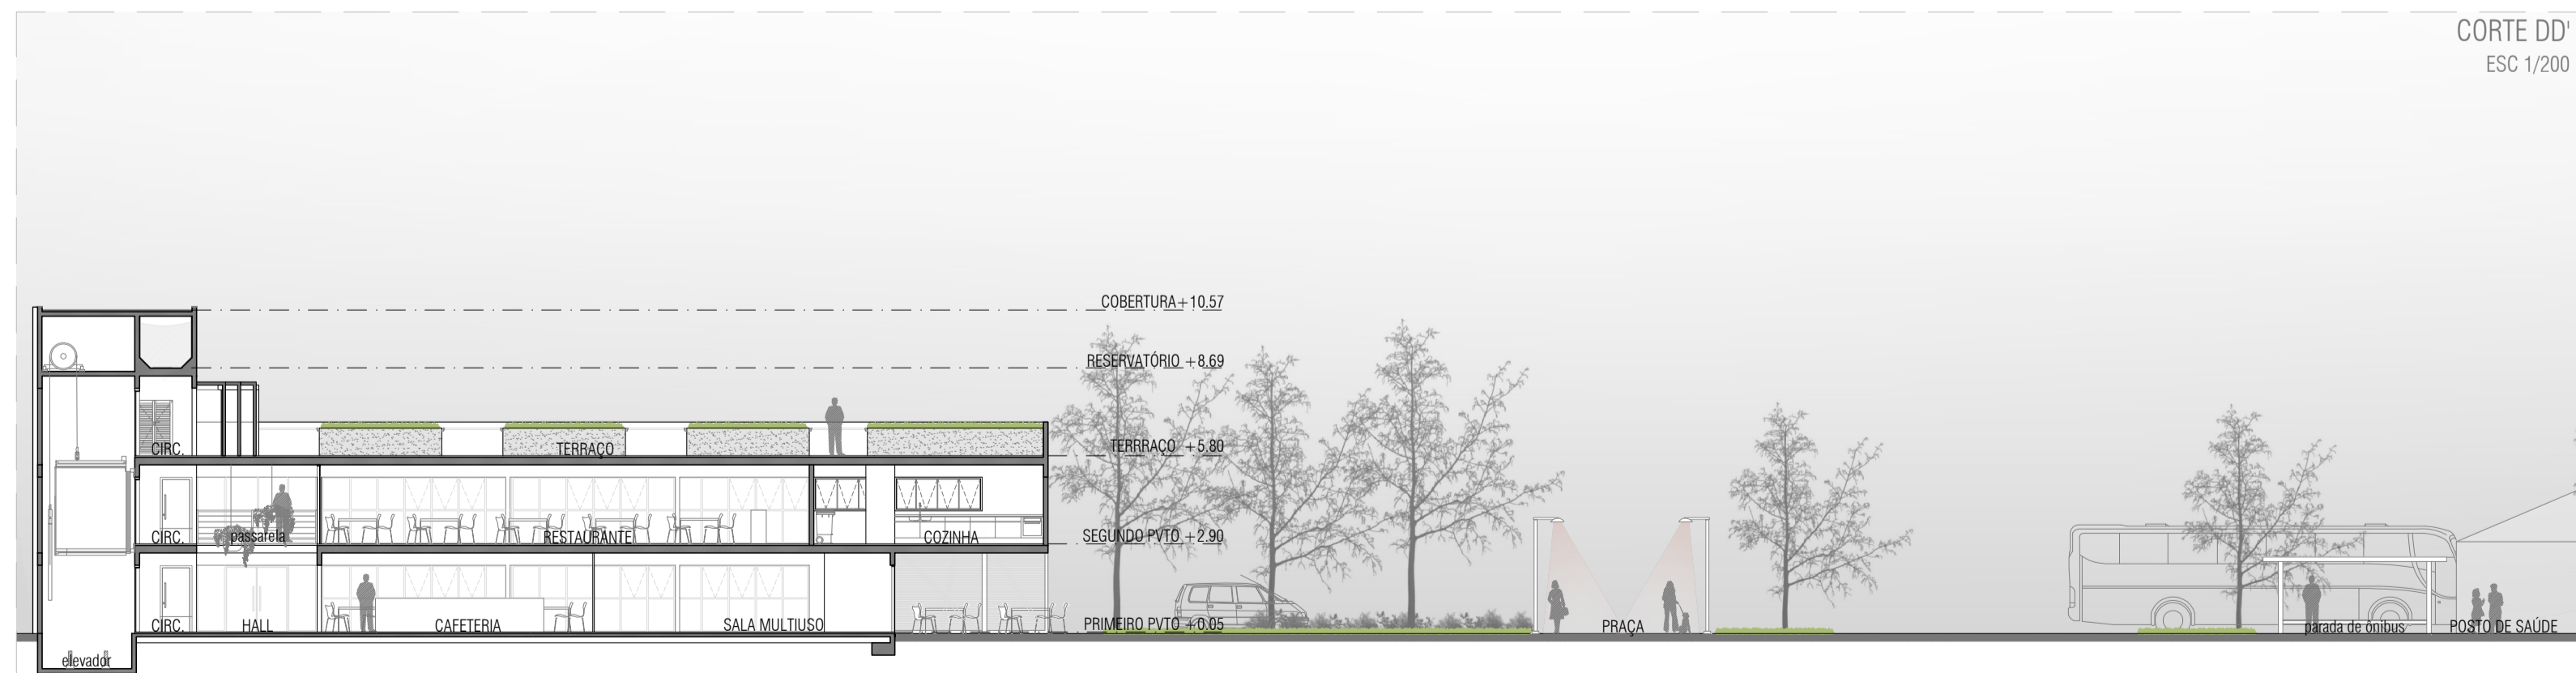 CORTE DD'
ESC 1/200
COBERTURA+10.57
RESERVATÓRIO +8.69
CIRC.
TERRAÇO
TERRRAÇO +5.80
CIRC.
passarela
RESTAURANTE
COZINHA
SEGUNDO PVTO +2.90
CIRC.
HALL
CAFETERIA
SALA MULTIUSO
PRIMEIRO PVTO +0.05
PRAÇA
parada de ônibus
POSTO DE SAÚDE
elevador